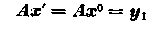 Ax′ = Ax⁰ = y₁